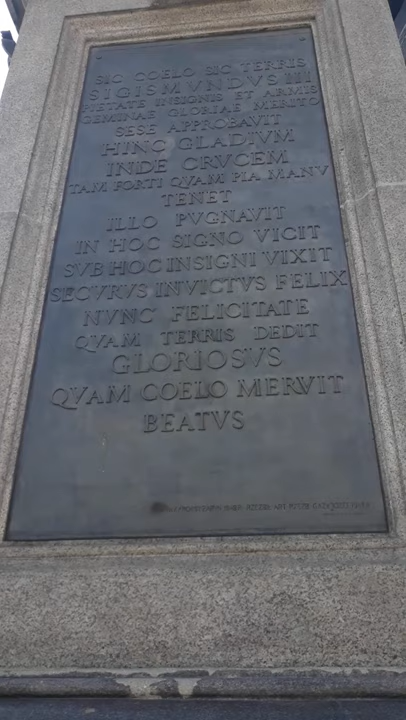 SIC COELO SIC TERRIS
SIGISMVNDVS III
PIETATE INSIGNIS ET ARMIS
GEMINAE GLORIAE MERITO
SESE APPROBAVIT
HINC GLADIVM
INDE CRVCEM
TAM FORTI QVAM PIA MANV
TENET
ILLO PVGNAVIT
IN HOC SIGNO VICIT
SVB HOC INSIGNI VIXIT
SECVRVS INVICTVS FELIX
NVNC FELICITATE
QVAM TERRIS DEDIT
GLORIOSVS
QVAM COELO MERVIT
BEATVS